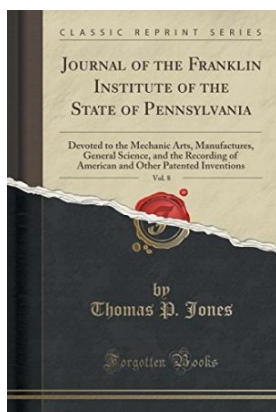 CLASSIC REPRINT SERIES
Journal of the Franklin
Institute of the
State of Pennsylvania
Devoted to the Mechanic Arts, Manufactures,
General Science, and the Recording of
American and Other Patented Inventions
Vol. 8
by
Thomas P. Jones
Forgotten Books